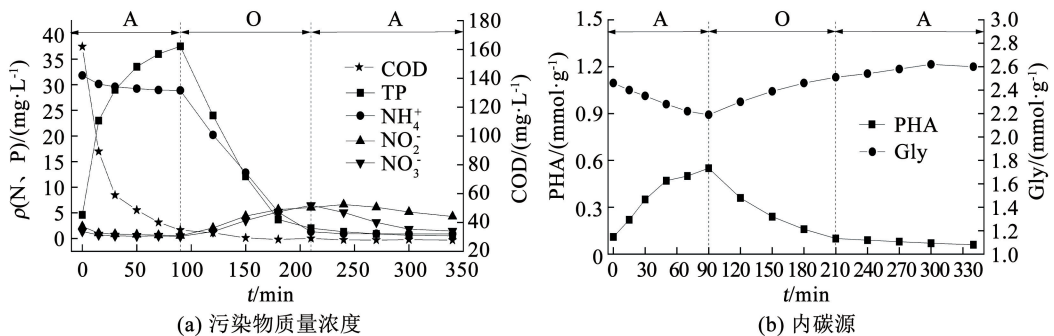 A O A
40 35 30 25 20 15 10 5 0
ρ(N、P)/(mg·L⁻¹)
180 160 140 120 100 80 60 40 20
COD/(mg·L⁻¹)
COD
TP
NH₄⁺
NO₂⁻
NO₃⁻
0 50 100 150 200 250 300 350
t/min
(a) 污染物质量浓度
A O A
1.5 1.2 0.9 0.6 0.3 0
PHA/(mmol·g⁻¹)
3.0 2.8 2.6 2.4 2.2 2.0 1.8 1.6 1.4 1.2 1.0
Gly/(mmol·g⁻¹)
PHA
Gly
0 30 60 90 120 150 180 210 240 270 300 330
t/min
(b) 内碳源